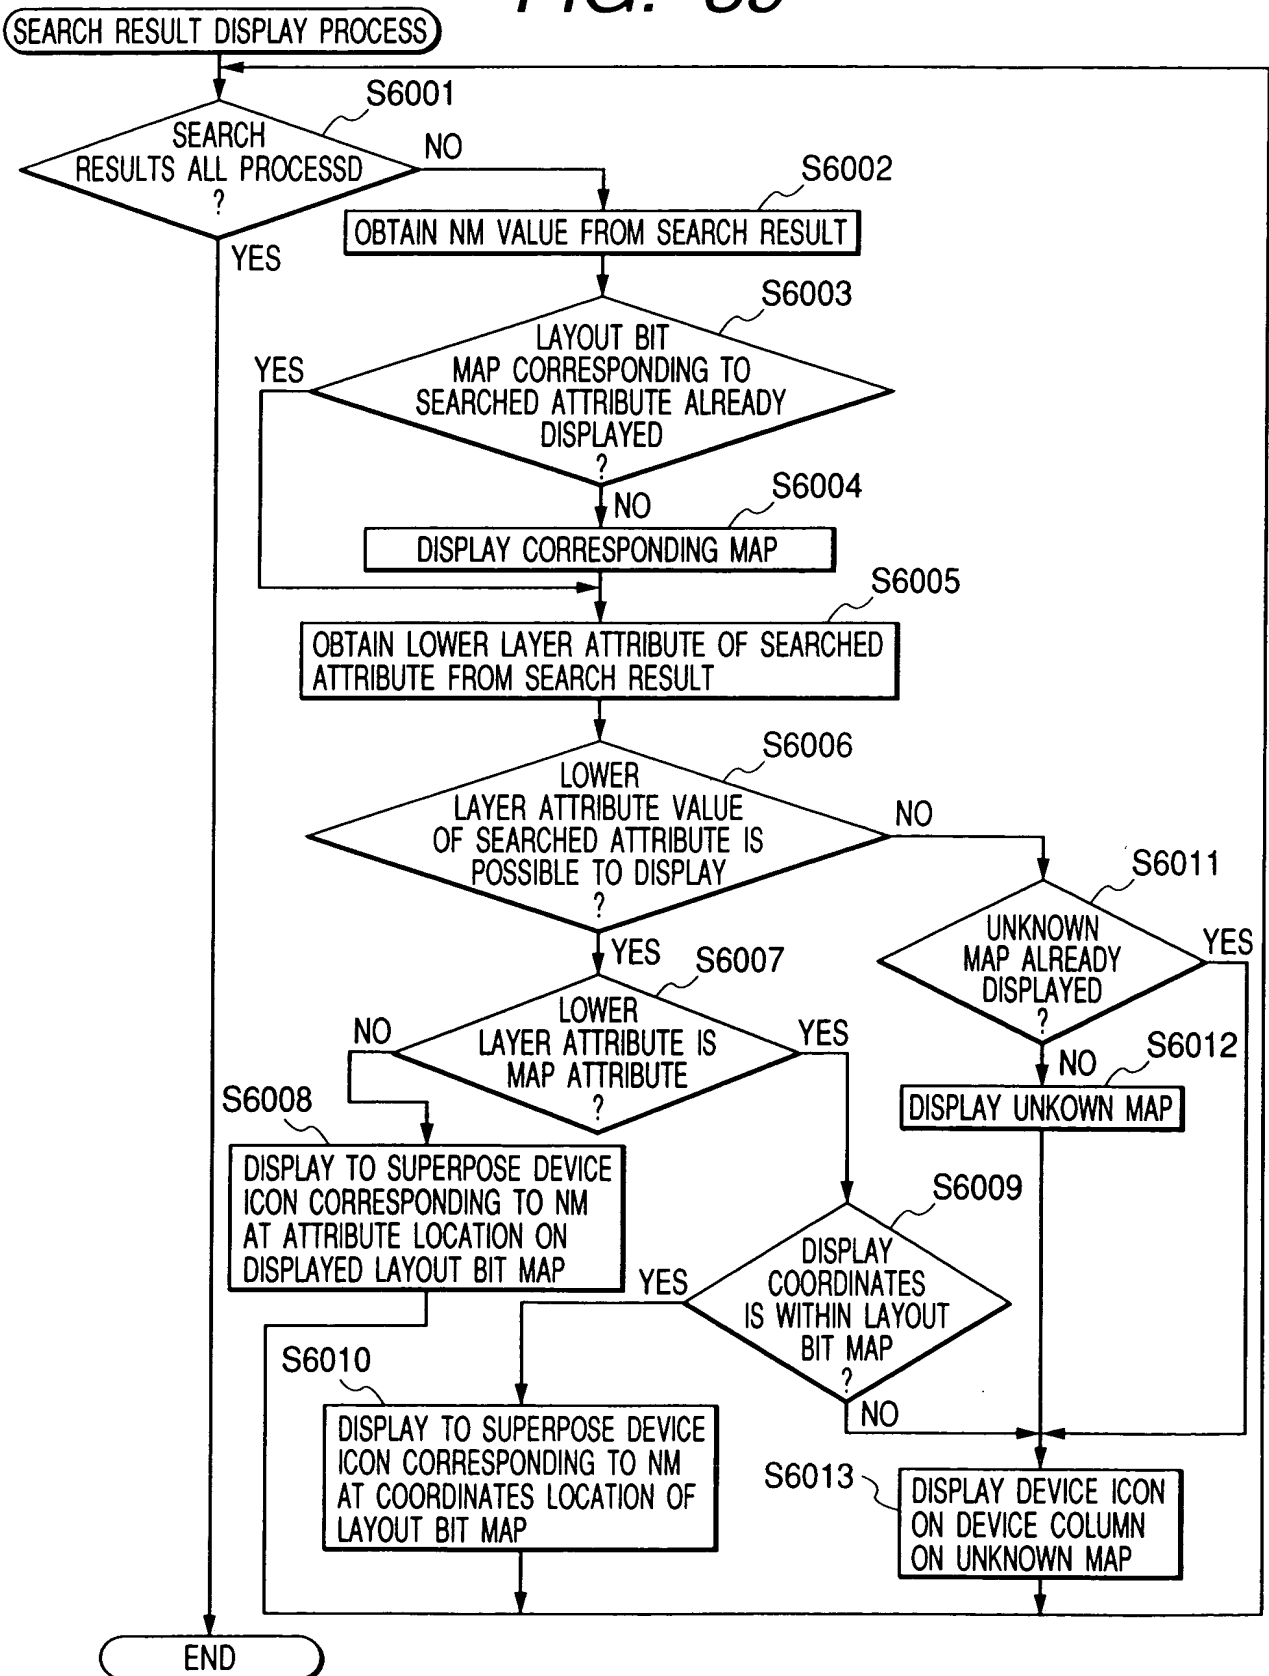 FIG.
SEARCH RESULT DISPLAY PROCESS
S6001
SEARCH
RESULTS ALL PROCESSD
?
NO
YES
S6002
OBTAIN NM VALUE FROM SEARCH RESULT
S6003
LAYOUT BIT
MAP CORRESPONDING TO
SEARCHED ATTRIBUTE ALREADY
DISPLAYED
?
YES
NO
S6004
DISPLAY CORRESPONDING MAP
S6005
OBTAIN LOWER LAYER ATTRIBUTE OF SEARCHED
ATTRIBUTE FROM SEARCH RESULT
S6006
LOWER
LAYER ATTRIBUTE VALUE
OF SEARCHED ATTRIBUTE IS
POSSIBLE TO DISPLAY
?
NO
YES
S6011
UNKNOWN
MAP ALREADY
DISPLAYED
?
YES
NO
S6007
LOWER
LAYER ATTRIBUTE IS
MAP ATTRIBUTE
?
NO
YES
S6012
DISPLAY UNKOWN MAP
S6008
DISPLAY TO SUPERPOSE DEVICE
ICON CORRESPONDING TO NM
AT ATTRIBUTE LOCATION ON
DISPLAYED LAYOUT BIT MAP
S6009
DISPLAY
COORDINATES
IS WITHIN LAYOUT
BIT MAP
?
YES
NO
S6010
DISPLAY TO SUPERPOSE DEVICE
ICON CORRESPONDING TO NM
AT COORDINATES LOCATION OF
LAYOUT BIT MAP
S6013
DISPLAY DEVICE ICON
ON DEVICE COLUMN
ON UNKNOWN MAP
END